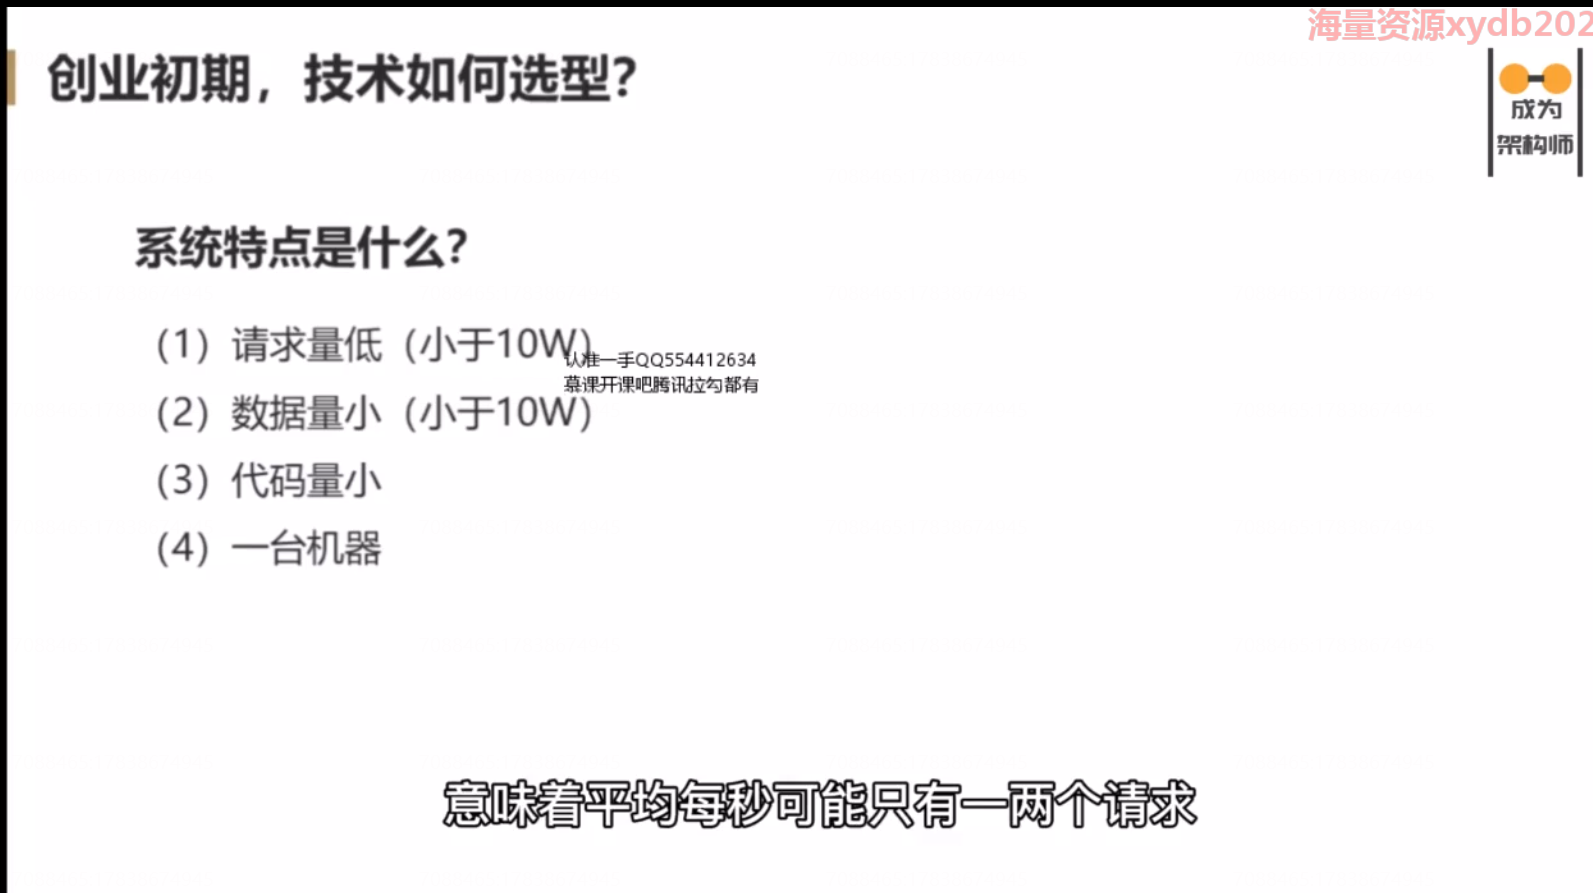 海量资源xydb202
创业初期，技术如何选型？
成为
架构师
系统特点是什么？
（1）请求量低（小于10W）
认准一手QQ554412634
慕课开课吧腾讯拉勾都有
（2）数据量小（小于10W）
（3）代码量小
（4）一台机器
意味着平均每秒可能只有一两个请求